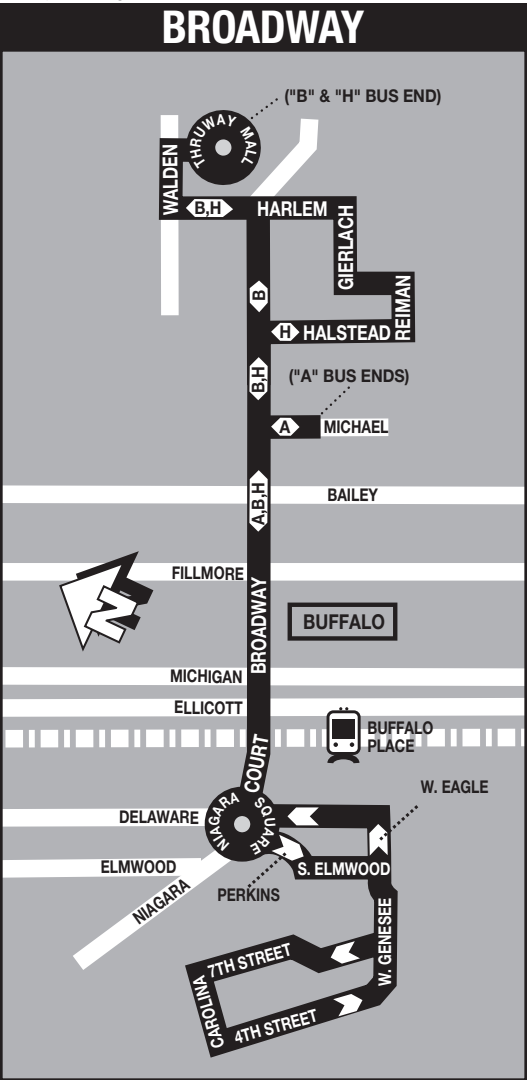 BROADWAY
("B" & "H" BUS END)
THRUWAY MALL
WALDEN
B,H
HARLEM
GIERLACH
B
REIMAN
H
HALSTEAD
B,H
("A" BUS ENDS)
A
MICHAEL
A,B,H
BAILEY
FILLMORE
N
BROADWAY
BUFFALO
MICHIGAN
ELLICOTT
BUFFALO
PLACE
COURT
W. EAGLE
NIAGARA SQUARE
DELAWARE
ELMWOOD
S. ELMWOOD
PERKINS
NIAGARA
W. GENESEE
7TH STREET
CAROLINA
4TH STREET